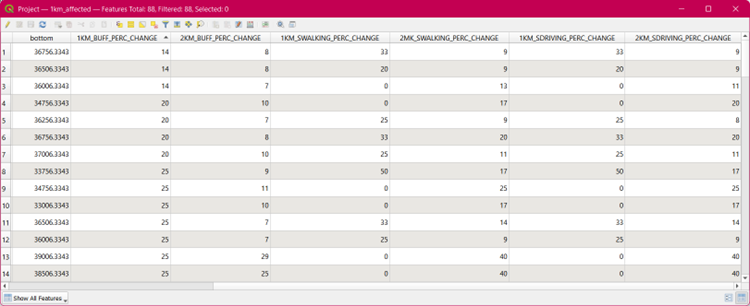 Project — 1km_affected — Features Total: 88, Filtered: 88, Selected: 0
bottom 1KM_BUFF_PERC_CHANGE 2KM_BUFF_PERC_CHANGE 1KM_SWALKING_PERC_CHANGE 2MK_SWALKING_PERC_CHANGE 1KM_SDRIVING_PERC_CHANGE 2KM_SDRIVING_PERC_CHANGE
1 36756.3343 14 8 33 9 33 9
2 36506.3343 14 8 20 9 20 9
3 36006.3343 14 7 0 13 0 11
4 34756.3343 20 10 0 17 0 20
5 36256.3343 20 7 25 9 25 8
6 36756.3343 20 8 33 20 33 20
7 37006.3343 20 10 25 11 25 11
8 33756.3343 25 9 50 17 50 17
9 34756.3343 25 11 0 25 0 25
10 33006.3343 25 10 0 17 0 17
11 36506.3343 25 7 33 14 33 14
12 36006.3343 25 7 25 9 25 9
13 39006.3343 25 29 0 40 0 40
14 38506.3343 25 25 0 40 0 40
Show All Features